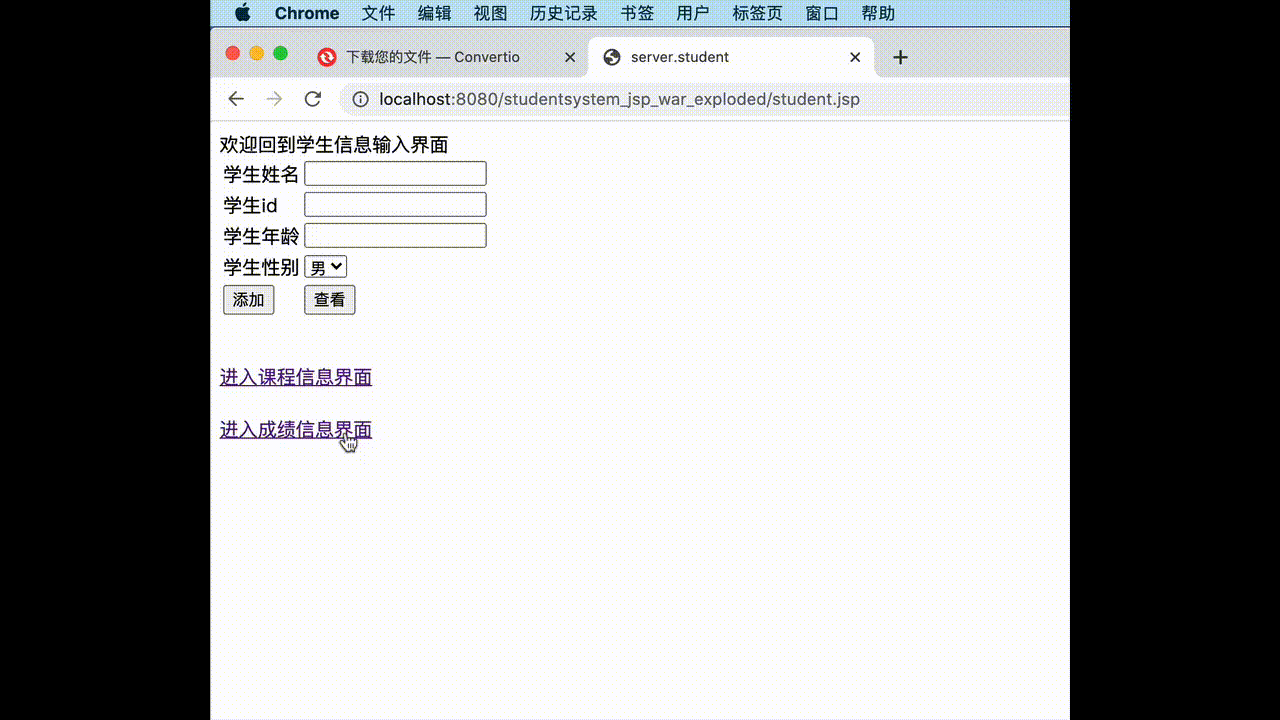 Chrome 文件 编辑 视图 历史记录 书签 用户 标签页 窗口 帮助
下载您的文件 — Convertio
server.student
localhost:8080/studentsystem_jsp_war_exploded/student.jsp
欢迎回到学生信息输入界面
学生姓名
学生id
学生年龄
学生性别 男
添加 查看
进入课程信息界面
进入成绩信息界面